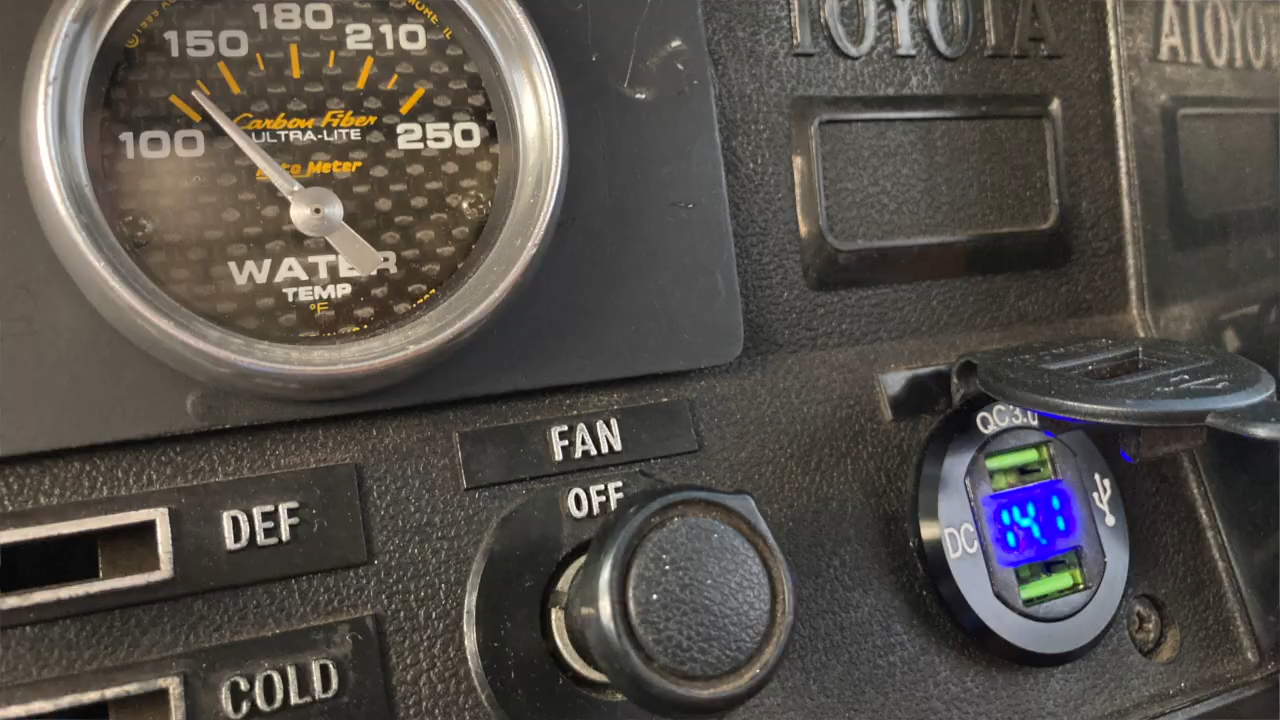 180
150
210
100
250
Carbon Fiber
ULTRA-LITE
Auto Meter
WATER
TEMP
°F
TOYOTA
FAN
OFF
DEF
COLD
QC3.0
DC
14.1